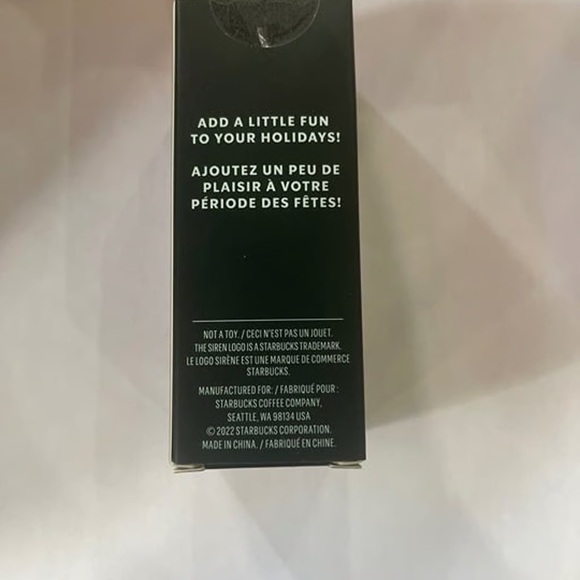 ADD A LITTLE FUN
TO YOUR HOLIDAYS!
AJOUTEZ UN PEU DE
PLAISIR À VOTRE
PÉRIODE DES FÊTES!
NOT A TOY. / CECI N'EST PAS UN JOUET.
THE SIREN LOGO IS A STARBUCKS TRADEMARK.
LE LOGO SIRÈNE EST UNE MARQUE DE COMMERCE
STARBUCKS.
MANUFACTURED FOR: / FABRIQUÉ POUR :
STARBUCKS COFFEE COMPANY,
SEATTLE, WA 98134 USA
© 2022 STARBUCKS CORPORATION.
MADE IN CHINA. / FABRIQUÉ EN CHINE.